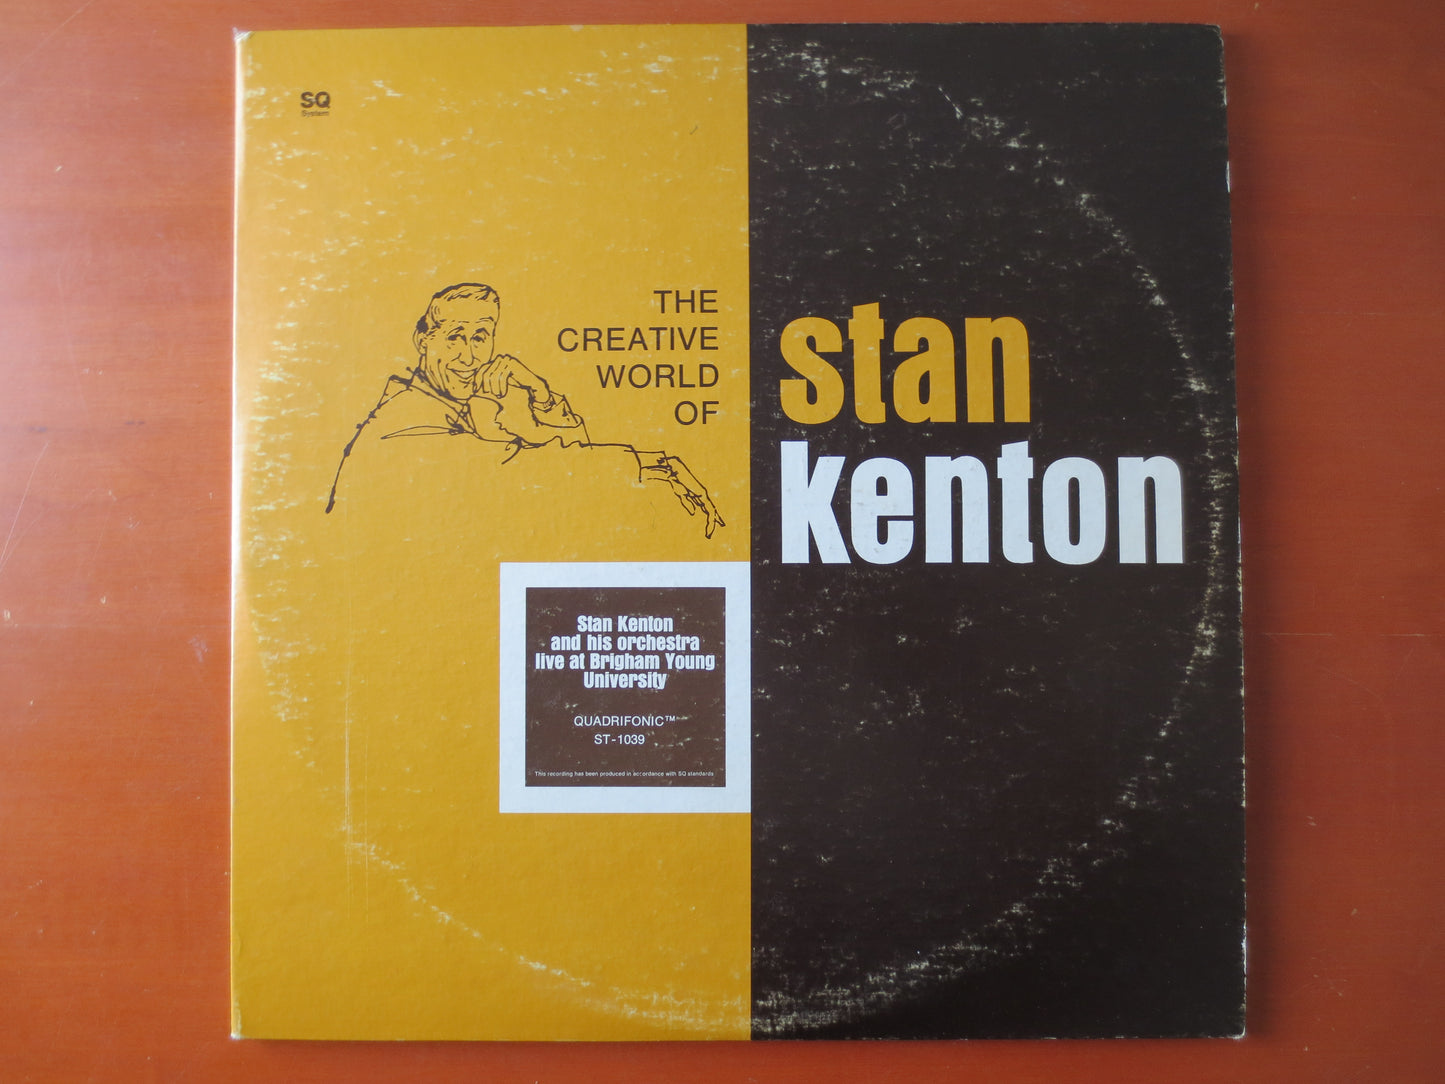 SQ
System
THE
CREATIVE
WORLD
OF
stan
kenton
Stan Kenton
and his orchestra
live at Brigham Young
University
QUADRIFONIC™
ST-1039
This recording has been produced in accordance with SQ standards